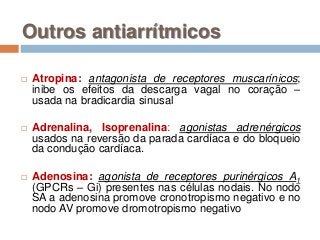 Outros antiarrítmicos
Atropina: antagonista de receptores muscarínicos;
inibe os efeitos da descarga vagal no coração –
usada na bradicardia sinusal
Adrenalina, Isoprenalina: agonistas adrenérgicos
usados na reversão da parada cardíaca e do bloqueio
da condução cardíaca.
Adenosina: agonista de receptores purinérgicos A1
(GPCRs – Gi) presentes nas células nodais. No nodo
SA a adenosina promove cronotropismo negativo e no
nodo AV promove dromotropismo negativo